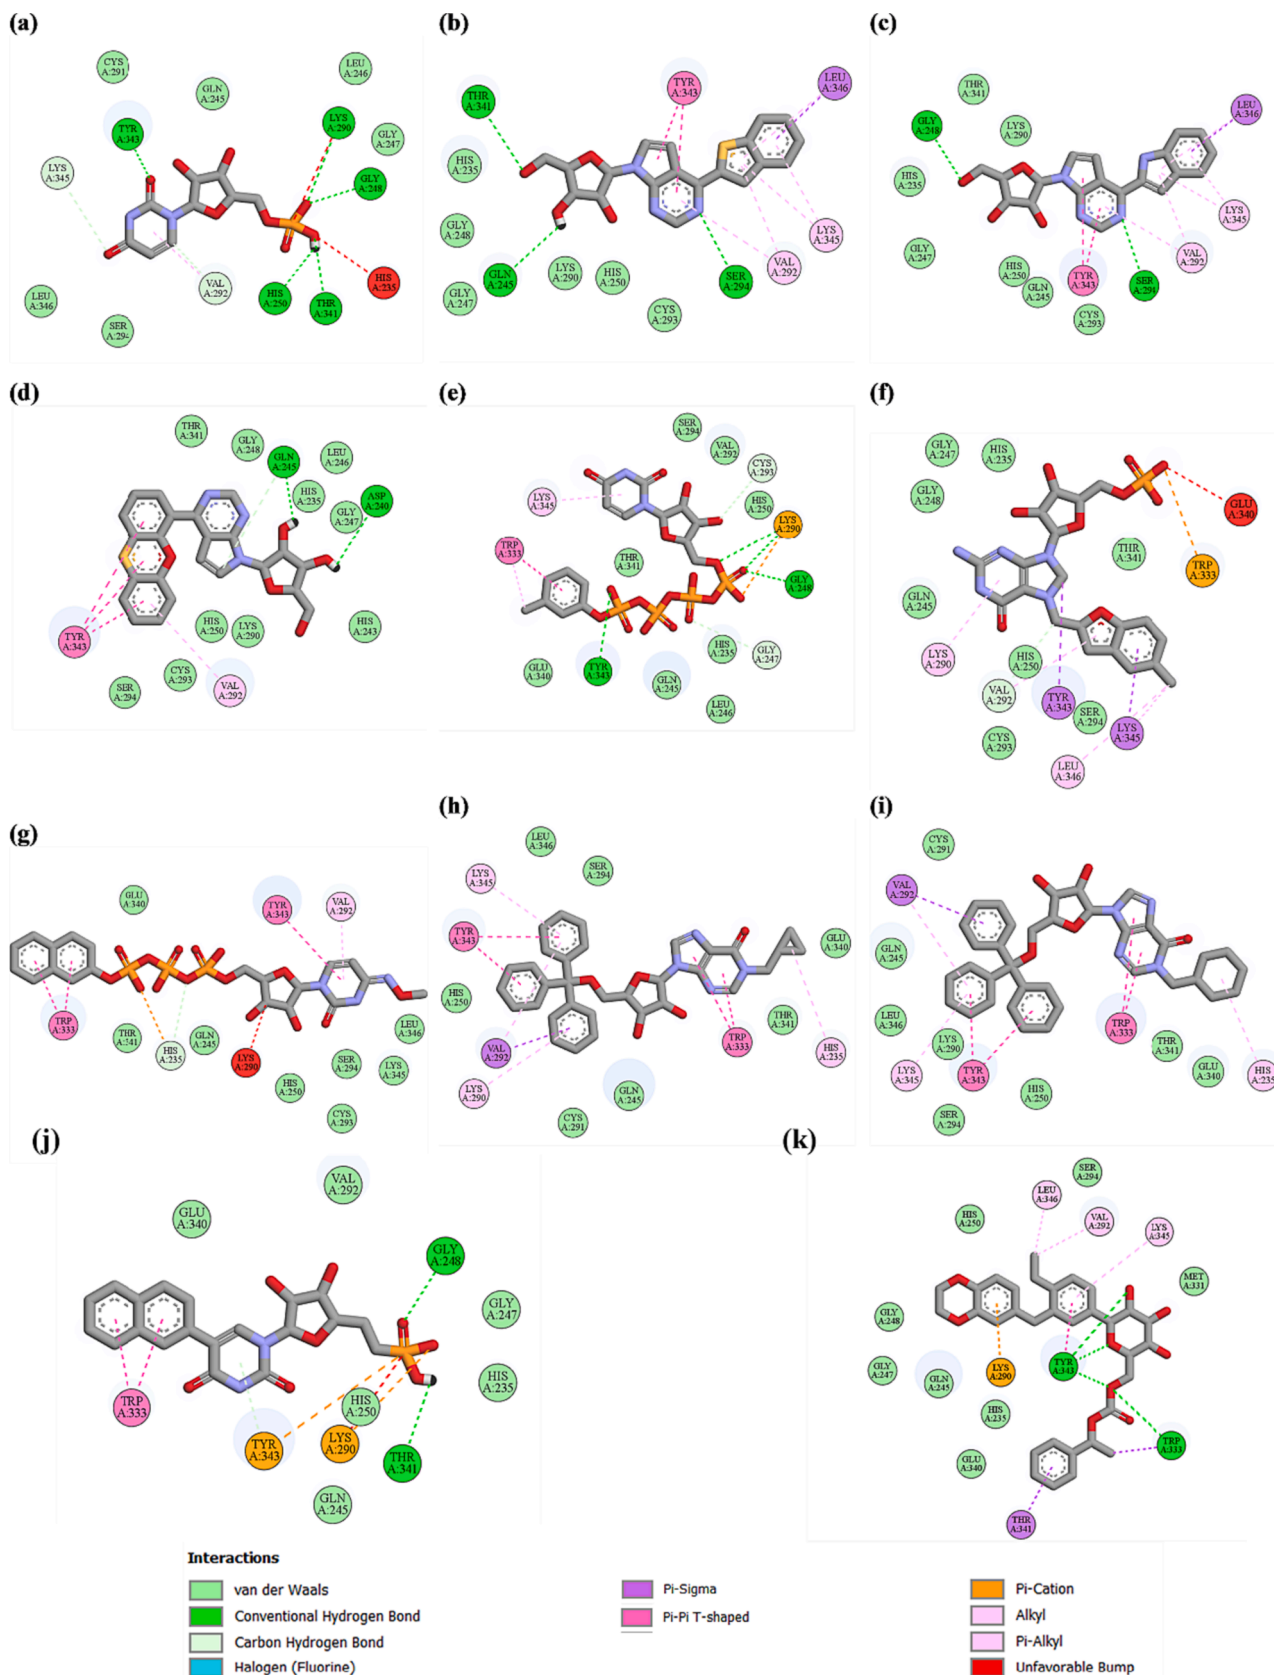 (a)
CYS
A:291
LEU
A:246
GLN
A:245
TYR
A:343
LYS
A:290
GLY
A:247
LYS
A:345
GLY
A:248
VAL
A:292
HIS
A:235
HIS
A:250
THR
A:341
LEU
A:346
SER
A:294
(b)
THR
A:341
TYR
A:343
LEU
A:346
HIS
A:235
GLY
A:248
LYS
A:345
GLN
A:245
LYS
A:290
HIS
A:250
VAL
A:292
SER
A:294
GLY
A:247
CYS
A:293
(c)
THR
A:341
GLY
A:248
LYS
A:290
LEU
A:346
HIS
A:235
LYS
A:345
GLY
A:247
VAL
A:292
HIS
A:250
GLN
A:245
TYR
A:343
SER
A:291
CYS
A:293
(d)
THR
A:341
GLY
A:248
GLN
A:245
LEU
A:246
HIS
A:235
ASP
A:240
GLY
A:247
TYR
A:343
HIS
A:250
LYS
A:290
HIS
A:243
CYS
A:293
SER
A:294
VAL
A:292
(e)
SER
A:294
VAL
A:292
CYS
A:293
LYS
A:345
HIS
A:250
LYS
A:290
TRP
A:333
THR
A:341
GLY
A:248
HIS
A:235
GLY
A:247
GLU
A:340
TYR
A:343
GLN
A:245
LEU
A:246
(f)
GLY
A:247
HIS
A:235
GLY
A:248
GLU
A:340
THR
A:341
TRP
A:333
GLN
A:245
LYS
A:290
HIS
A:250
VAL
A:292
TYR
A:343
SER
A:294
LYS
A:345
CYS
A:293
LEU
A:346
(g)
GLU
A:340
TYR
A:343
VAL
A:292
TRP
A:333
THR
A:341
HIS
A:235
GLN
A:245
LYS
A:290
LEU
A:346
SER
A:294
LYS
A:345
HIS
A:250
CYS
A:293
(h)
LEU
A:346
SER
A:294
LYS
A:345
TYR
A:343
GLU
A:340
HIS
A:250
THR
A:341
VAL
A:292
TRP
A:333
HIS
A:235
LYS
A:290
GLN
A:245
CYS
A:291
(i)
CYS
A:291
VAL
A:292
GLN
A:245
LEU
A:346
LYS
A:290
TRP
A:333
THR
A:341
LYS
A:345
TYR
A:343
HIS
A:250
GLU
A:340
HIS
A:235
SER
A:294
(j)
VAL
A:292
GLU
A:340
GLY
A:248
GLY
A:247
HIS
A:235
TRP
A:333
HIS
A:250
TYR
A:343
LYS
A:290
THR
A:341
GLN
A:245
(k)
SER
A:294
LEU
A:346
VAL
A:292
HIS
A:250
LYS
A:345
MET
A:331
GLY
A:248
GLY
A:247
GLN
A:245
LYS
A:290
TYR
A:343
HIS
A:235
GLU
A:340
TRP
A:333
THR
A:341
Interactions
van der Waals
Conventional Hydrogen Bond
Carbon Hydrogen Bond
Halogen (Fluorine)
Pi-Sigma
Pi-Pi T-shaped
Pi-Cation
Alkyl
Pi-Alkyl
Unfavorable Bump